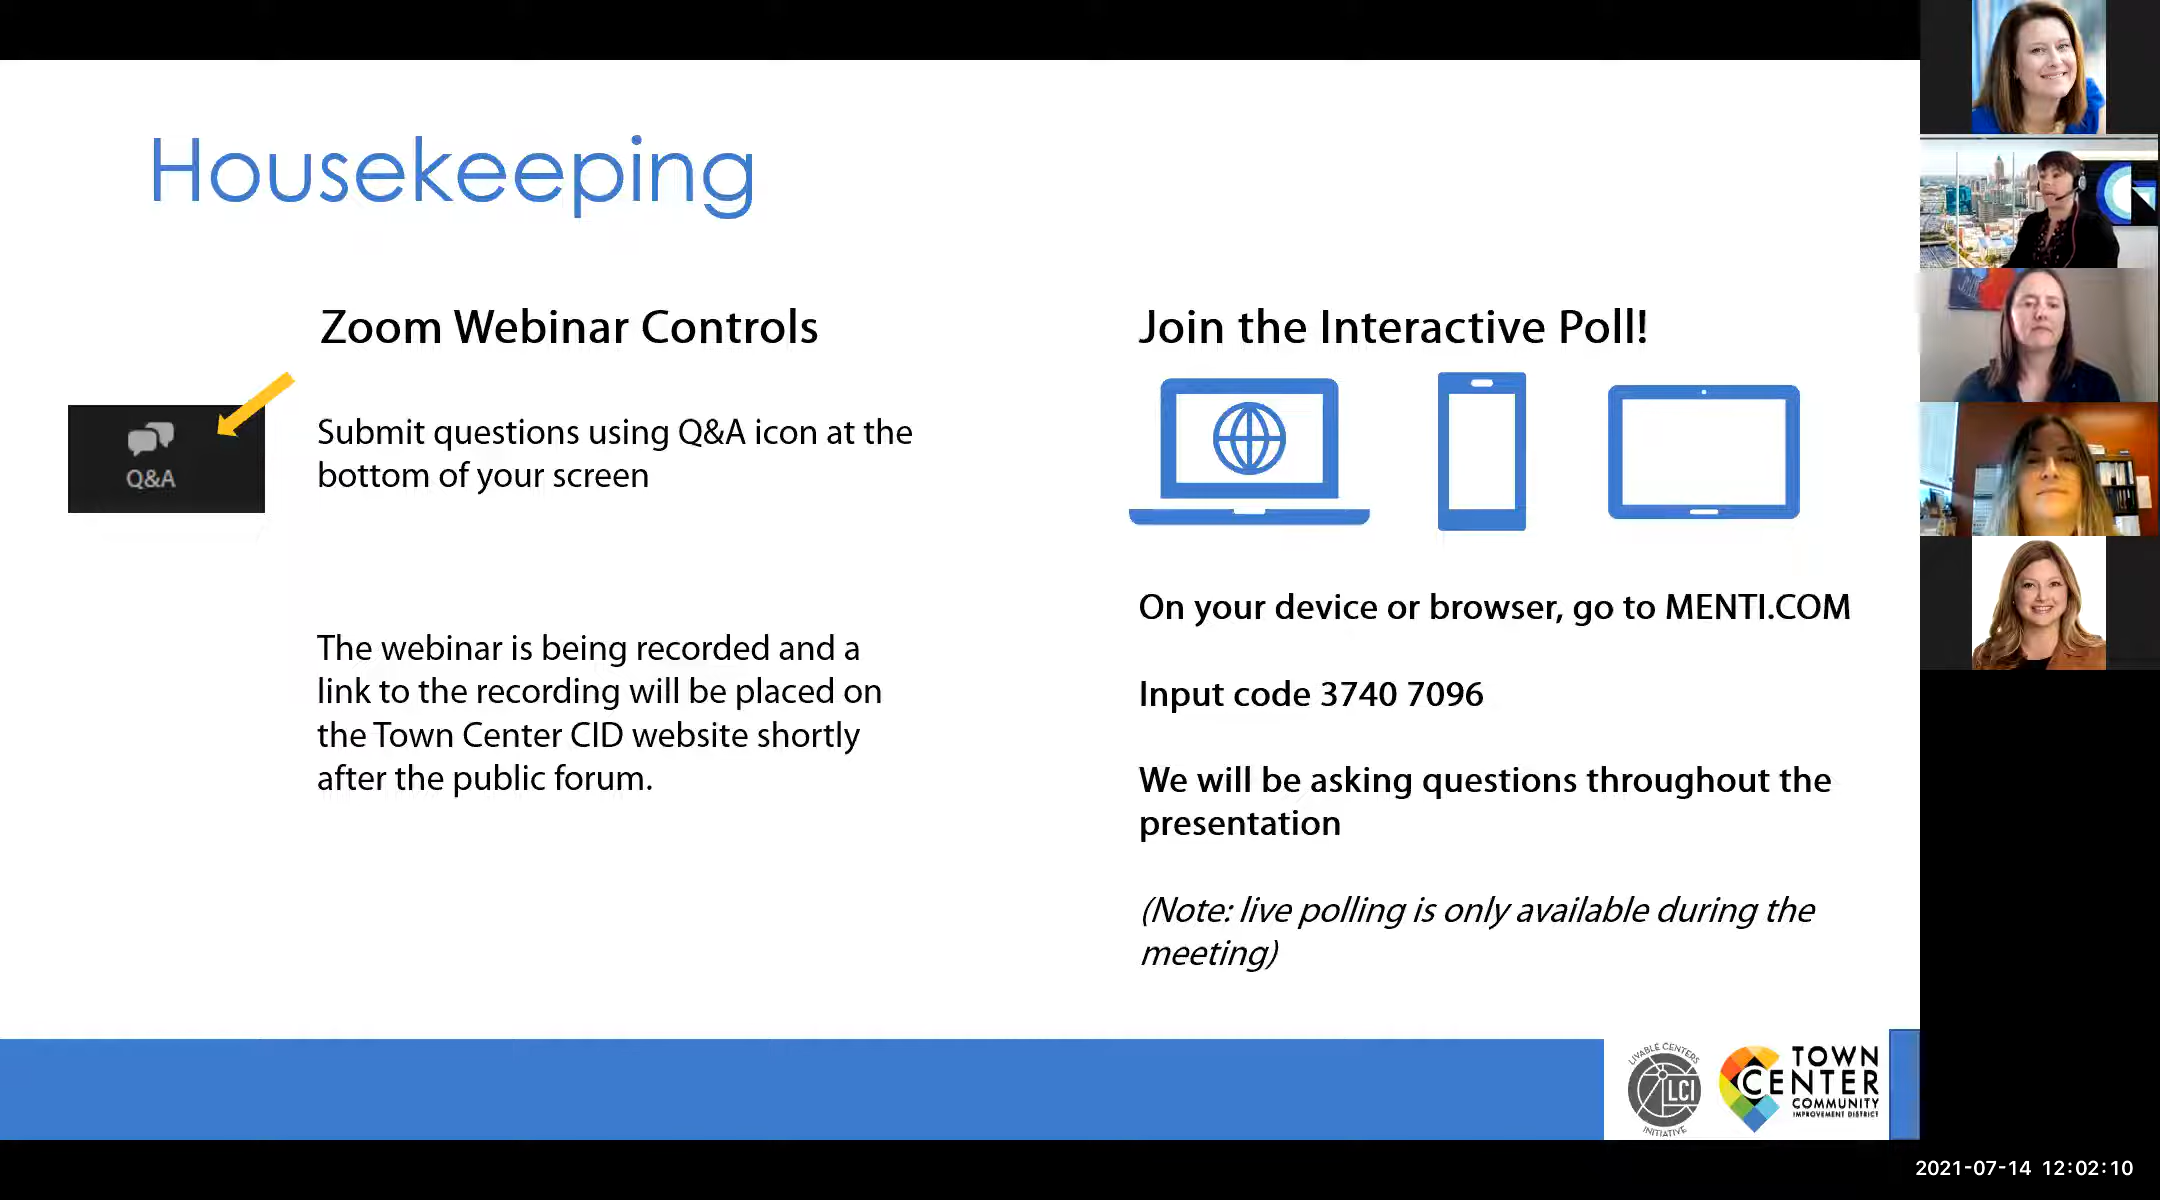 Housekeeping
Zoom Webinar Controls
Q&A
Submit questions using Q&A icon at the
bottom of your screen
The webinar is being recorded and a
link to the recording will be placed on
the Town Center CID website shortly
after the public forum.
Join the Interactive Poll!
On your device or browser, go to MENTI.COM
Input code 3740 7096
We will be asking questions throughout the
presentation
(Note: live polling is only available during the
meeting)
LIVABLE CENTERS
LCI
INITIATIVE
TOWN
CENTER
COMMUNITY
IMPROVEMENT DISTRICT
2021-07-14 12:02:10